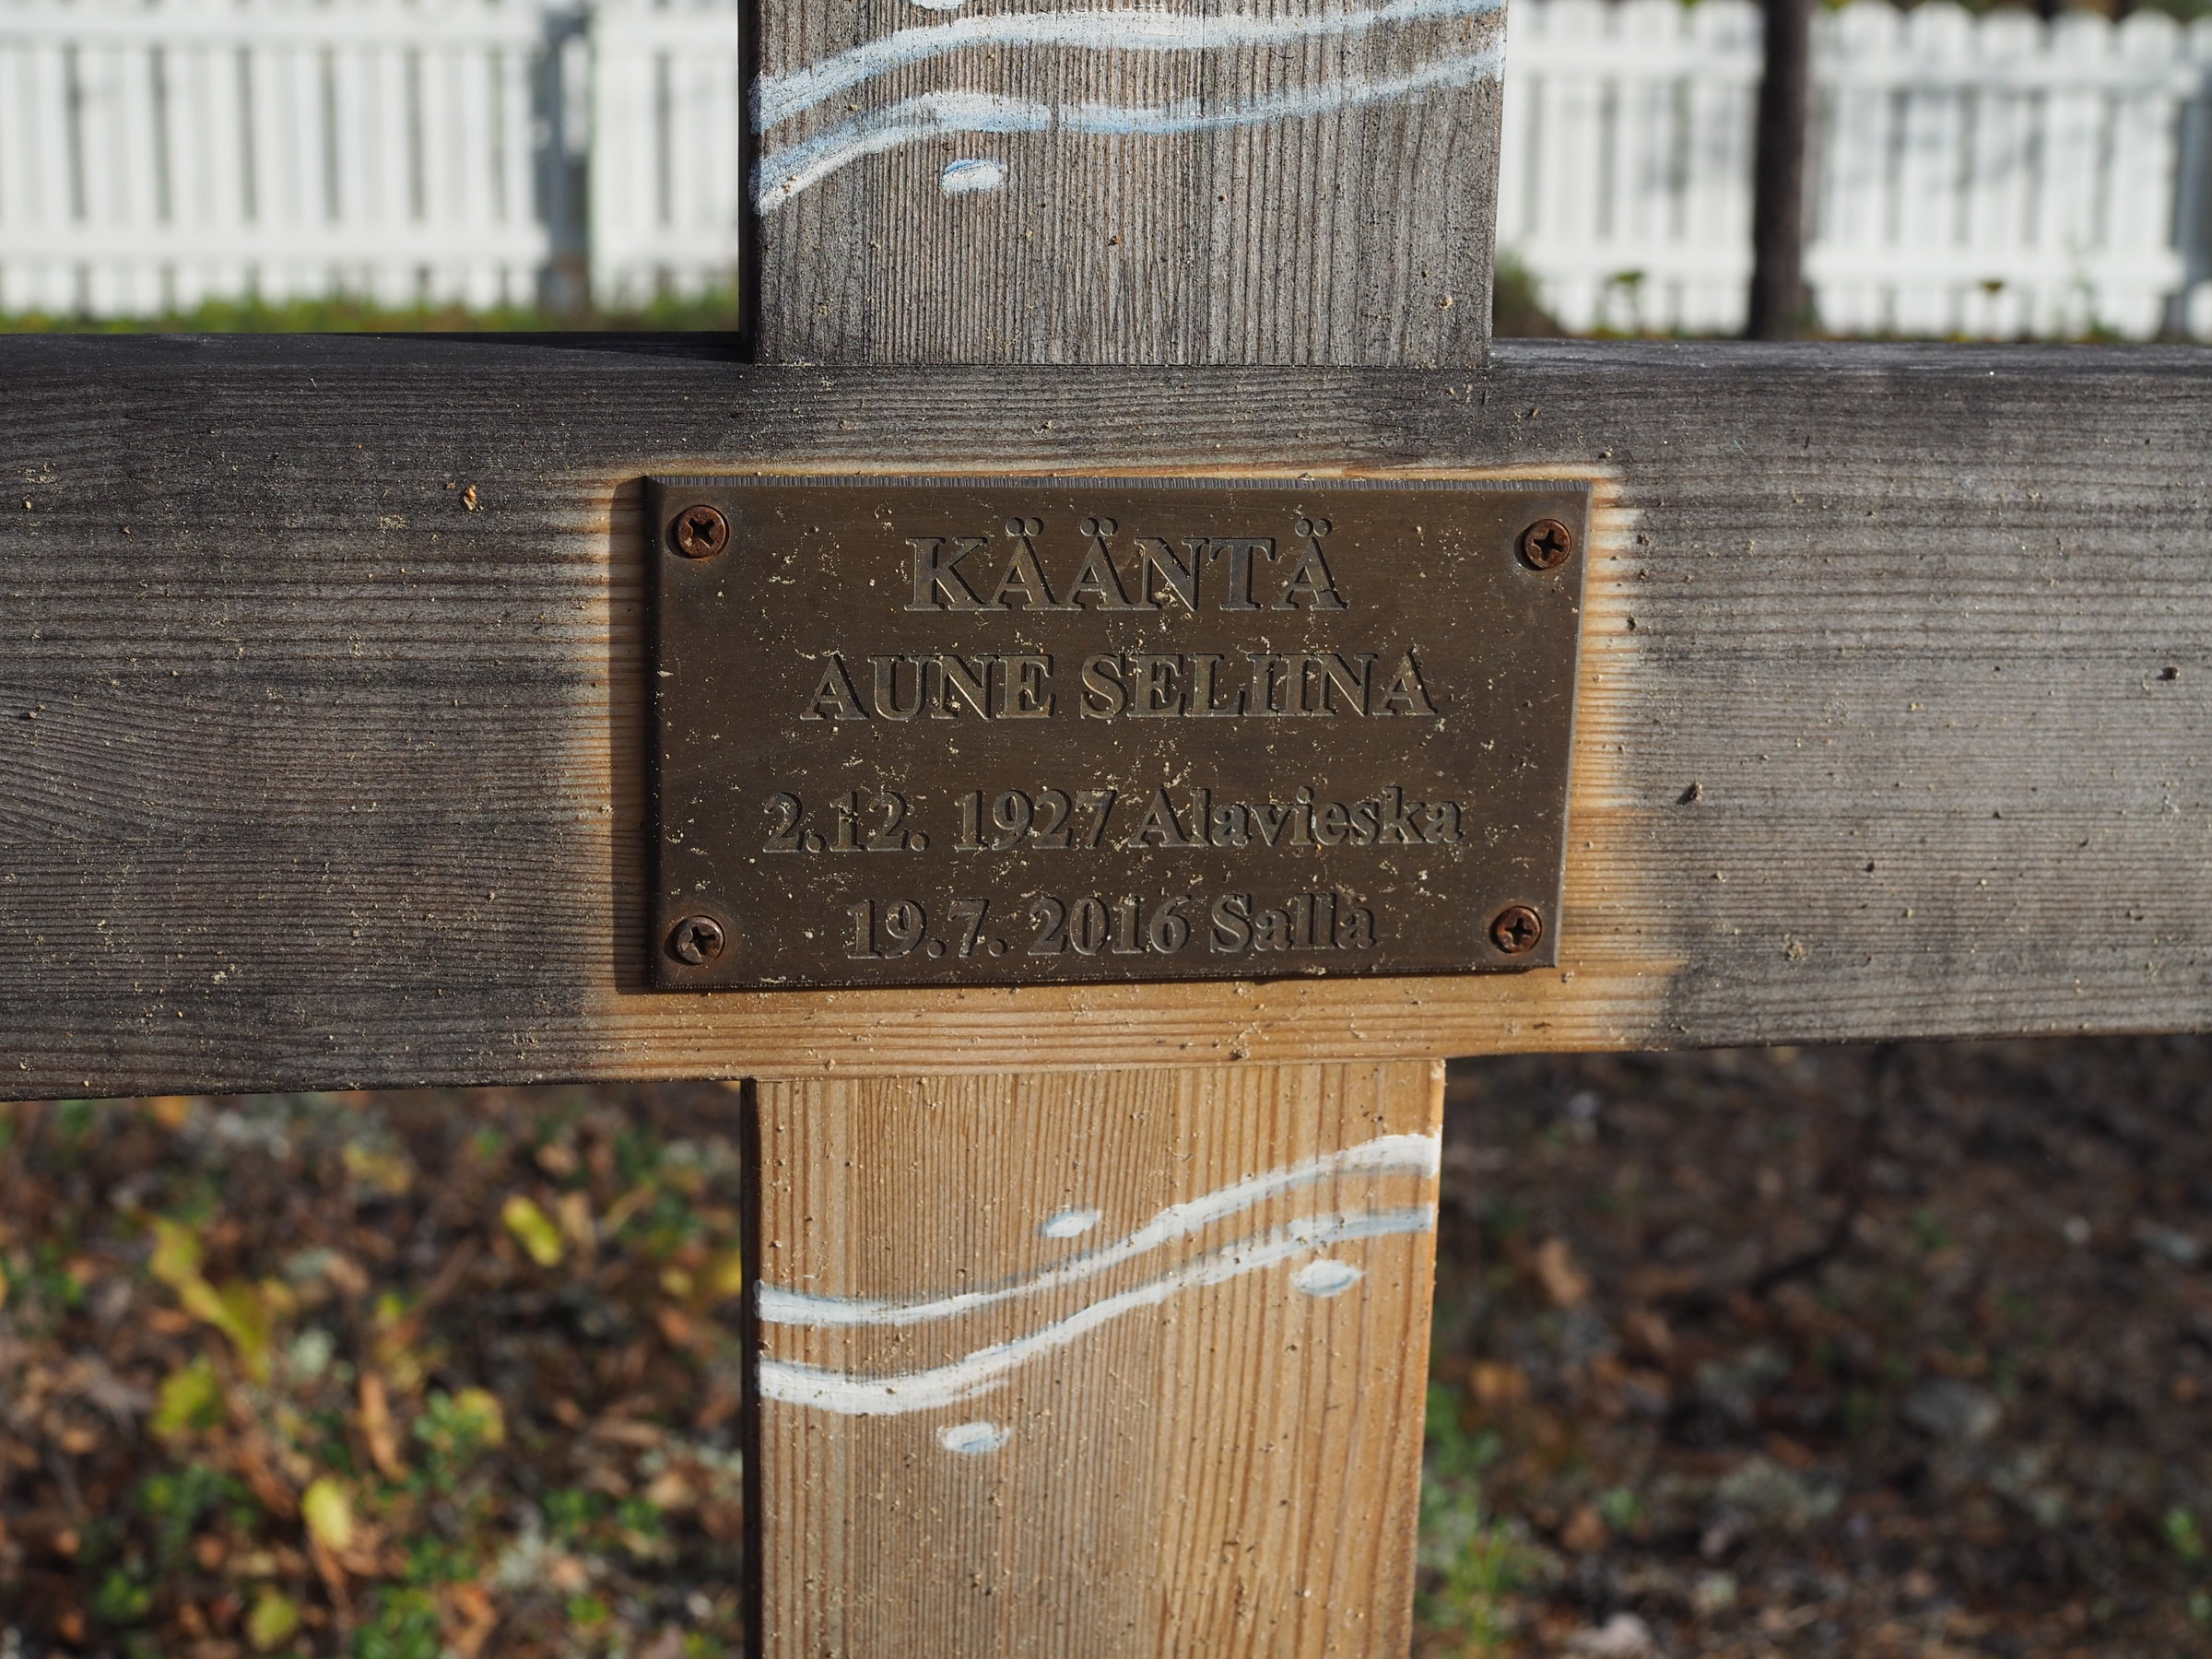 KÄÄNTÄ
AUNE SELIINA
2.12. 1927 Alavieska
19.7. 2016 Salla